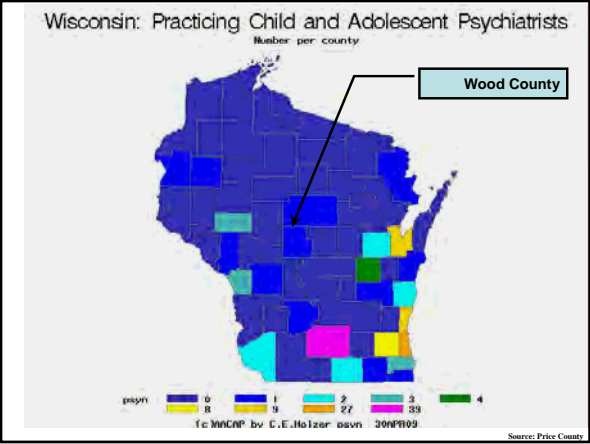 Wisconsin: Practicing Child and Adolescent Psychiatrists
Number per county
Wood County
psyn 0 1 2 3 4
8 9 27 39
(c)AACAP by C.E.Holzer psyn 30APR09
Source: Price County